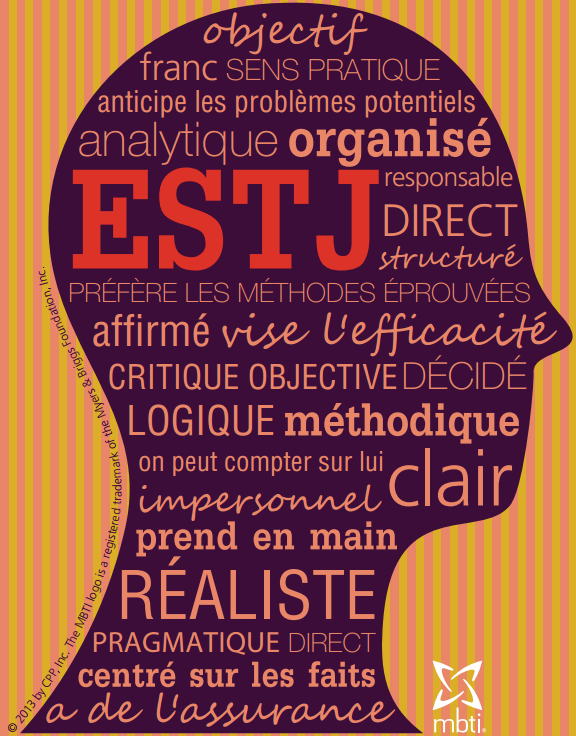 objectif
franc SENS PRATIQUE
anticipe les problèmes potentiels
analytique organisé
ESTJ
responsable
DIRECT
structuré
PRÉFÈRE LES MÉTHODES ÉPROUVÉES
affirmé vise l'efficacité
CRITIQUE OBJECTIVE DÉCIDÉ
LOGIQUE méthodique
on peut compter sur lui clair
impersonnel
prend en main
RÉALISTE
PRAGMATIQUE DIRECT
centré sur les faits
a de l'assurance
© 2013 by CPP, Inc. The MBTI logo is a registered trademark of the Myers & Briggs Foundation, Inc.
mbti®